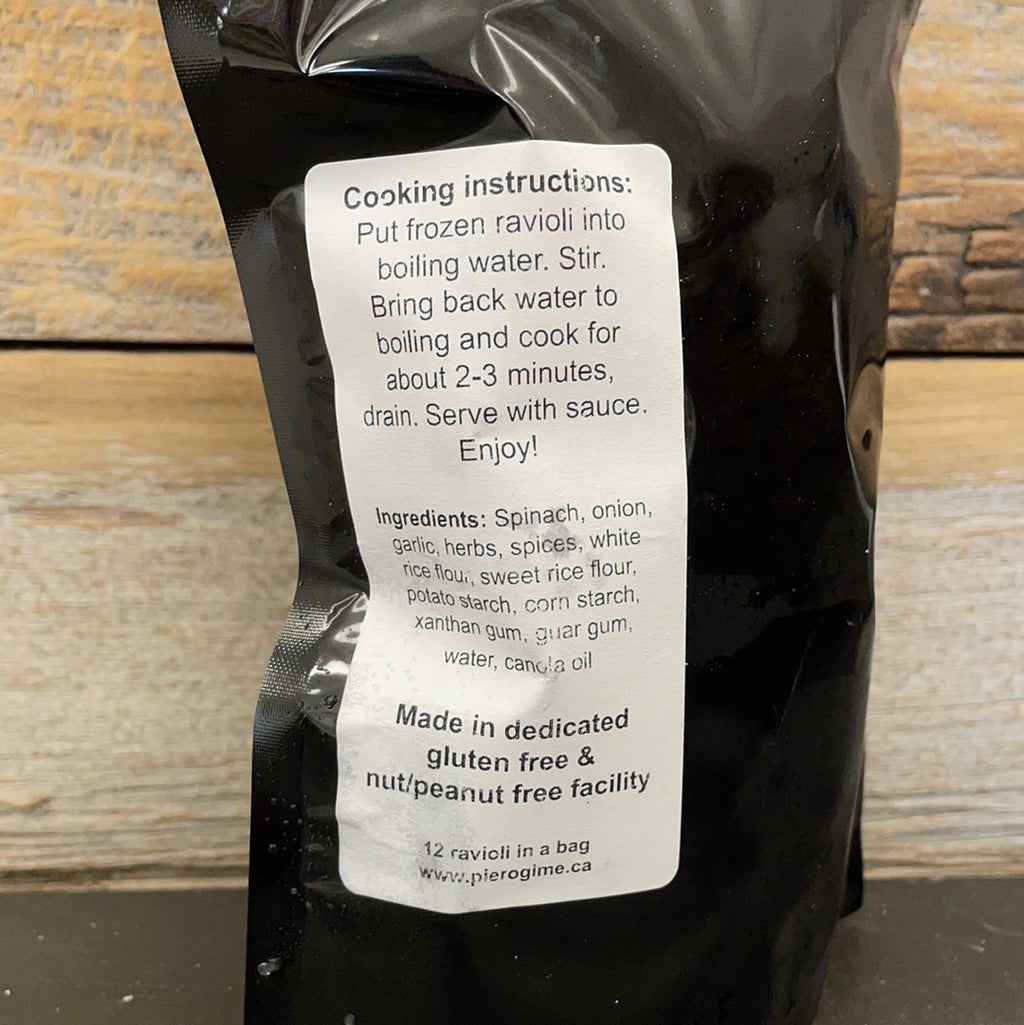 Cooking instructions:
Put frozen ravioli into
boiling water. Stir.
Bring back water to
boiling and cook for
about 2-3 minutes,
drain. Serve with sauce.
Enjoy!
Ingredients: Spinach, onion,
garlic, herbs, spices, white
rice flour, sweet rice flour,
potato starch, corn starch,
xanthan gum, guar gum,
water, canola oil
Made in dedicated
gluten free &
nut/peanut free facility
12 ravioli in a bag
www.pierogime.ca